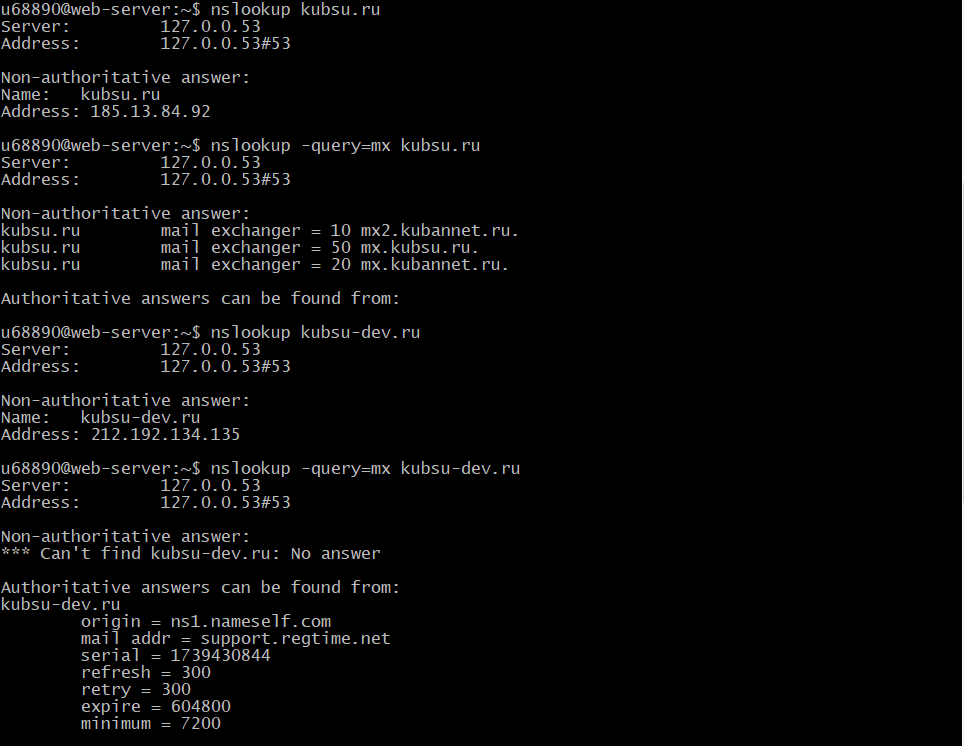 u68890@web-server:~$ nslookup kubsu.ru
Server:         127.0.0.53
Address:        127.0.0.53#53

Non-authoritative answer:
Name:   kubsu.ru
Address: 185.13.84.92

u68890@web-server:~$ nslookup -query=mx kubsu.ru
Server:         127.0.0.53
Address:        127.0.0.53#53

Non-authoritative answer:
kubsu.ru        mail exchanger = 10 mx2.kubannet.ru.
kubsu.ru        mail exchanger = 50 mx.kubsu.ru.
kubsu.ru        mail exchanger = 20 mx.kubannet.ru.

Authoritative answers can be found from:

u68890@web-server:~$ nslookup kubsu-dev.ru
Server:         127.0.0.53
Address:        127.0.0.53#53

Non-authoritative answer:
Name:   kubsu-dev.ru
Address: 212.192.134.135

u68890@web-server:~$ nslookup -query=mx kubsu-dev.ru
Server:         127.0.0.53
Address:        127.0.0.53#53

Non-authoritative answer:
*** Can't find kubsu-dev.ru: No answer

Authoritative answers can be found from:
kubsu-dev.ru
        origin = ns1.nameself.com
        mail addr = support.regtime.net
        serial = 1739430844
        refresh = 300
        retry = 300
        expire = 604800
        minimum = 7200